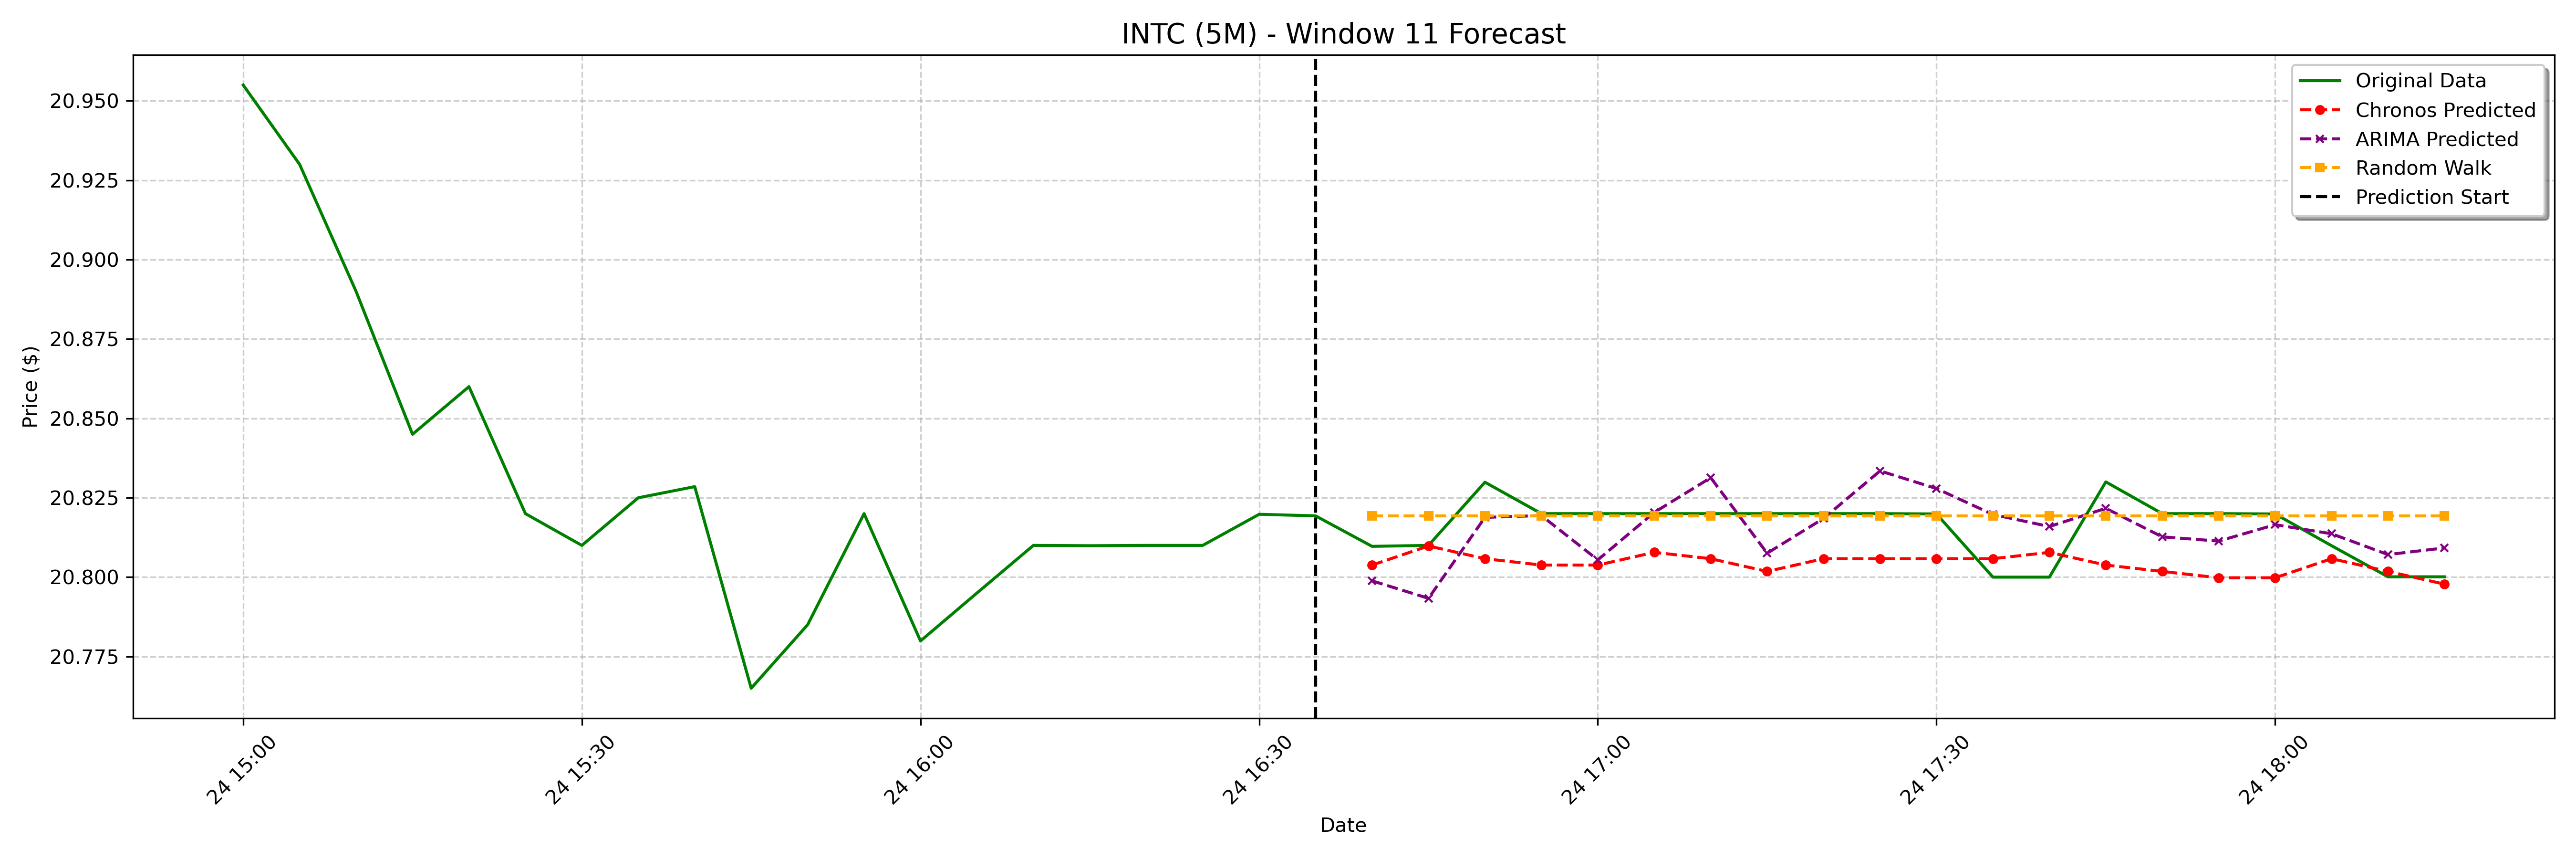 INTC (5M) - Window 11 Forecast
Original Data
Chronos Predicted
ARIMA Predicted
Random Walk
Prediction Start
Price ($)
20.950
20.925
20.900
20.875
20.850
20.825
20.800
20.775
24 15:00
24 15:30
24 16:00
24 16:30
24 17:00
24 17:30
24 18:00
Date